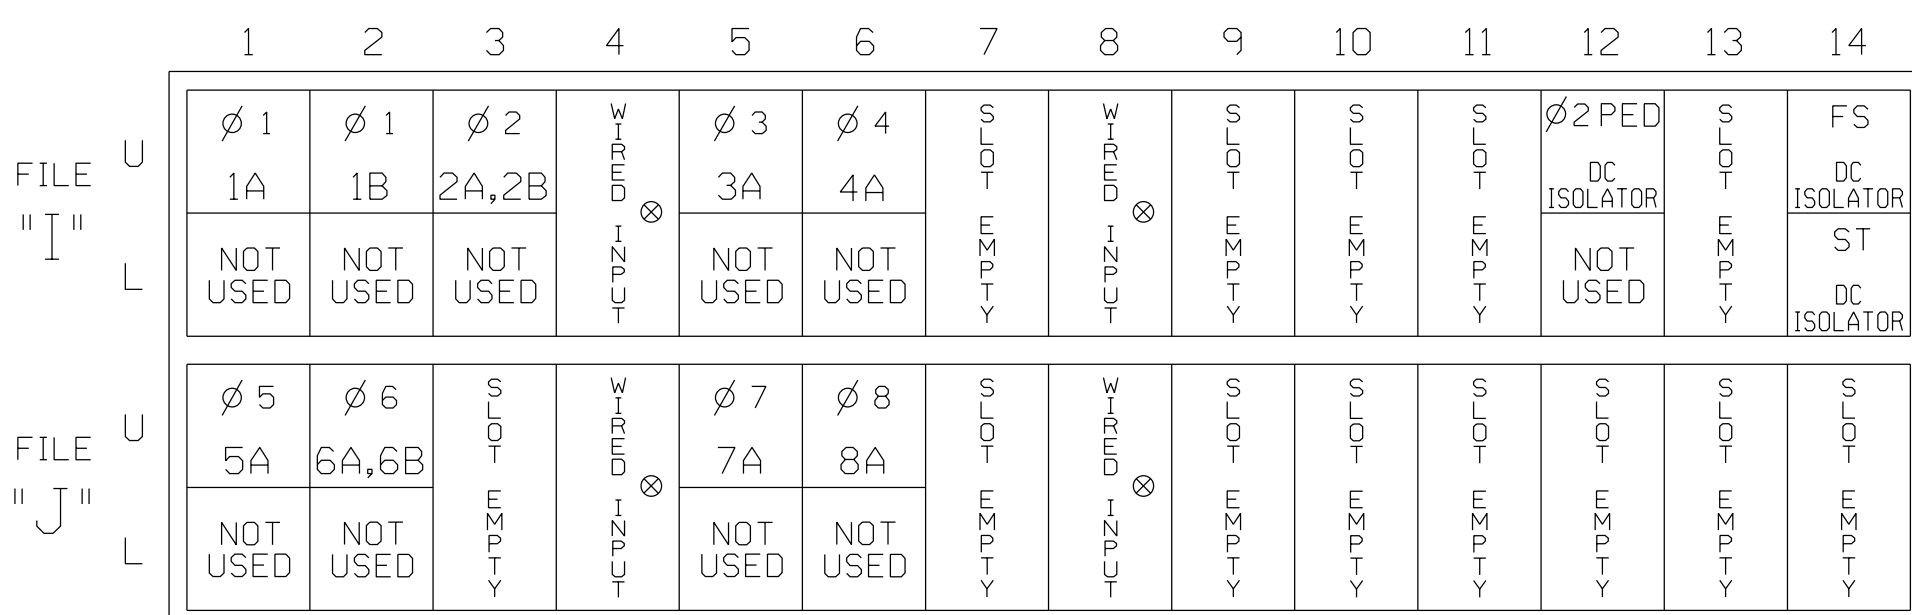 1 2 3 4 5 6 7 8 9 10 11 12 13 14
FILE "I"
U
L
Ø 1
1A
NOT USED
Ø 1
1B
NOT USED
Ø 2
2A,2B
NOT USED
WIRED INPUT
Ø 3
3A
NOT USED
Ø 4
4A
NOT USED
SLOT EMPTY
WIRED INPUT
SLOT EMPTY
SLOT EMPTY
SLOT EMPTY
Ø2 PED
DC
ISOLATOR
NOT USED
SLOT EMPTY
FS
DC
ISOLATOR
ST
DC
ISOLATOR
FILE "J"
U
L
Ø 5
5A
NOT USED
Ø 6
6A,6B
NOT USED
SLOT EMPTY
WIRED INPUT
Ø 7
7A
NOT USED
Ø 8
8A
NOT USED
SLOT EMPTY
WIRED INPUT
SLOT EMPTY
SLOT EMPTY
SLOT EMPTY
SLOT EMPTY
SLOT EMPTY
SLOT EMPTY